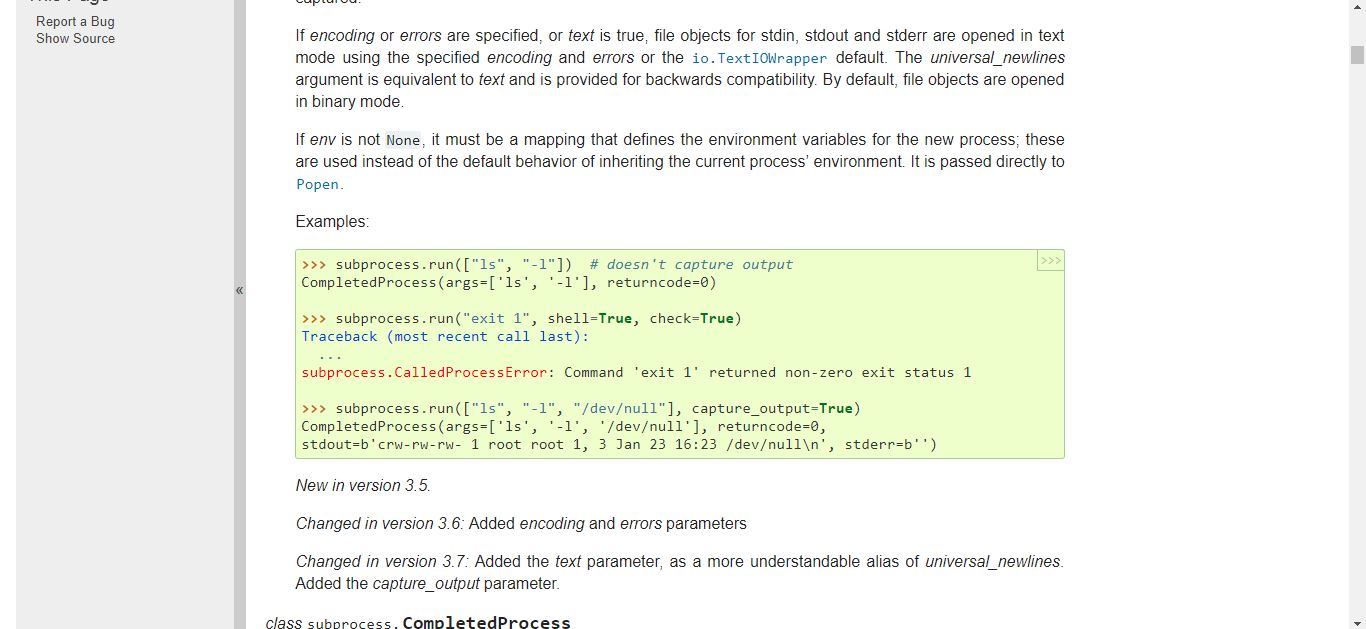 Report a Bug
Show Source
captured.
If encoding or errors are specified, or text is true, file objects for stdin, stdout and stderr are opened in text
mode using the specified encoding and errors or the io.TextIOWrapper default. The universal_newlines
argument is equivalent to text and is provided for backwards compatibility. By default, file objects are opened
in binary mode.
If env is not None, it must be a mapping that defines the environment variables for the new process; these
are used instead of the default behavior of inheriting the current process’ environment. It is passed directly to
Popen.
Examples:
>>>
>>> subprocess.run(["ls", "-l"])  # doesn't capture output
CompletedProcess(args=['ls', '-l'], returncode=0)
>>> subprocess.run("exit 1", shell=True, check=True)
Traceback (most recent call last):
  ...
subprocess.CalledProcessError: Command 'exit 1' returned non-zero exit status 1
>>> subprocess.run(["ls", "-l", "/dev/null"], capture_output=True)
CompletedProcess(args=['ls', '-l', '/dev/null'], returncode=0,
stdout=b'crw-rw-rw- 1 root root 1, 3 Jan 23 16:23 /dev/null\n', stderr=b'')
«
New in version 3.5.
Changed in version 3.6: Added encoding and errors parameters
Changed in version 3.7: Added the text parameter, as a more understandable alias of universal_newlines.
Added the capture_output parameter.
class subprocess.CompletedProcess